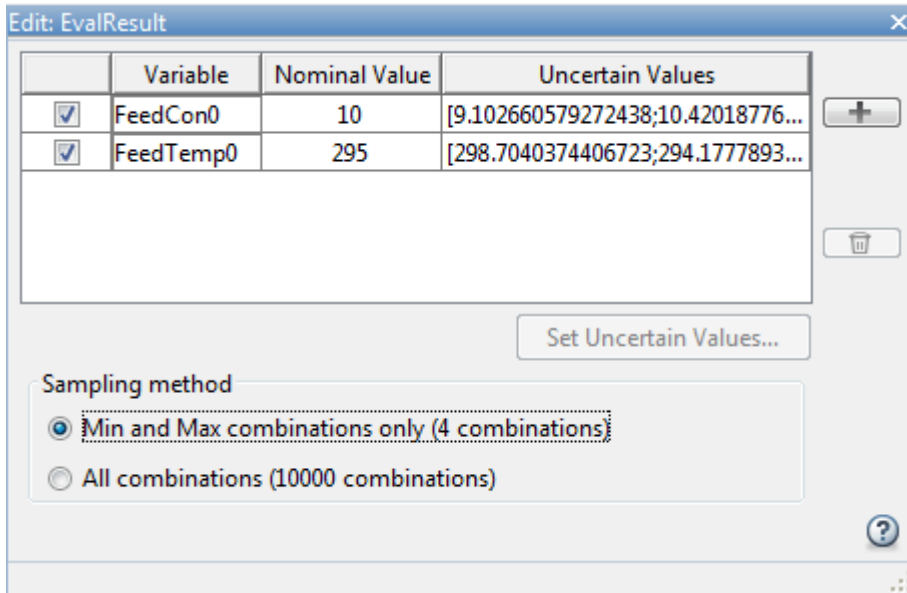 Edit: EvalResult
Variable Nominal Value Uncertain Values
FeedCon0 10 [9.102660579272438;10.42018776...
FeedTemp0 295 [298.7040374406723;294.1777893...
Set Uncertain Values...
Sampling method
Min and Max combinations only (4 combinations)
All combinations (10000 combinations)